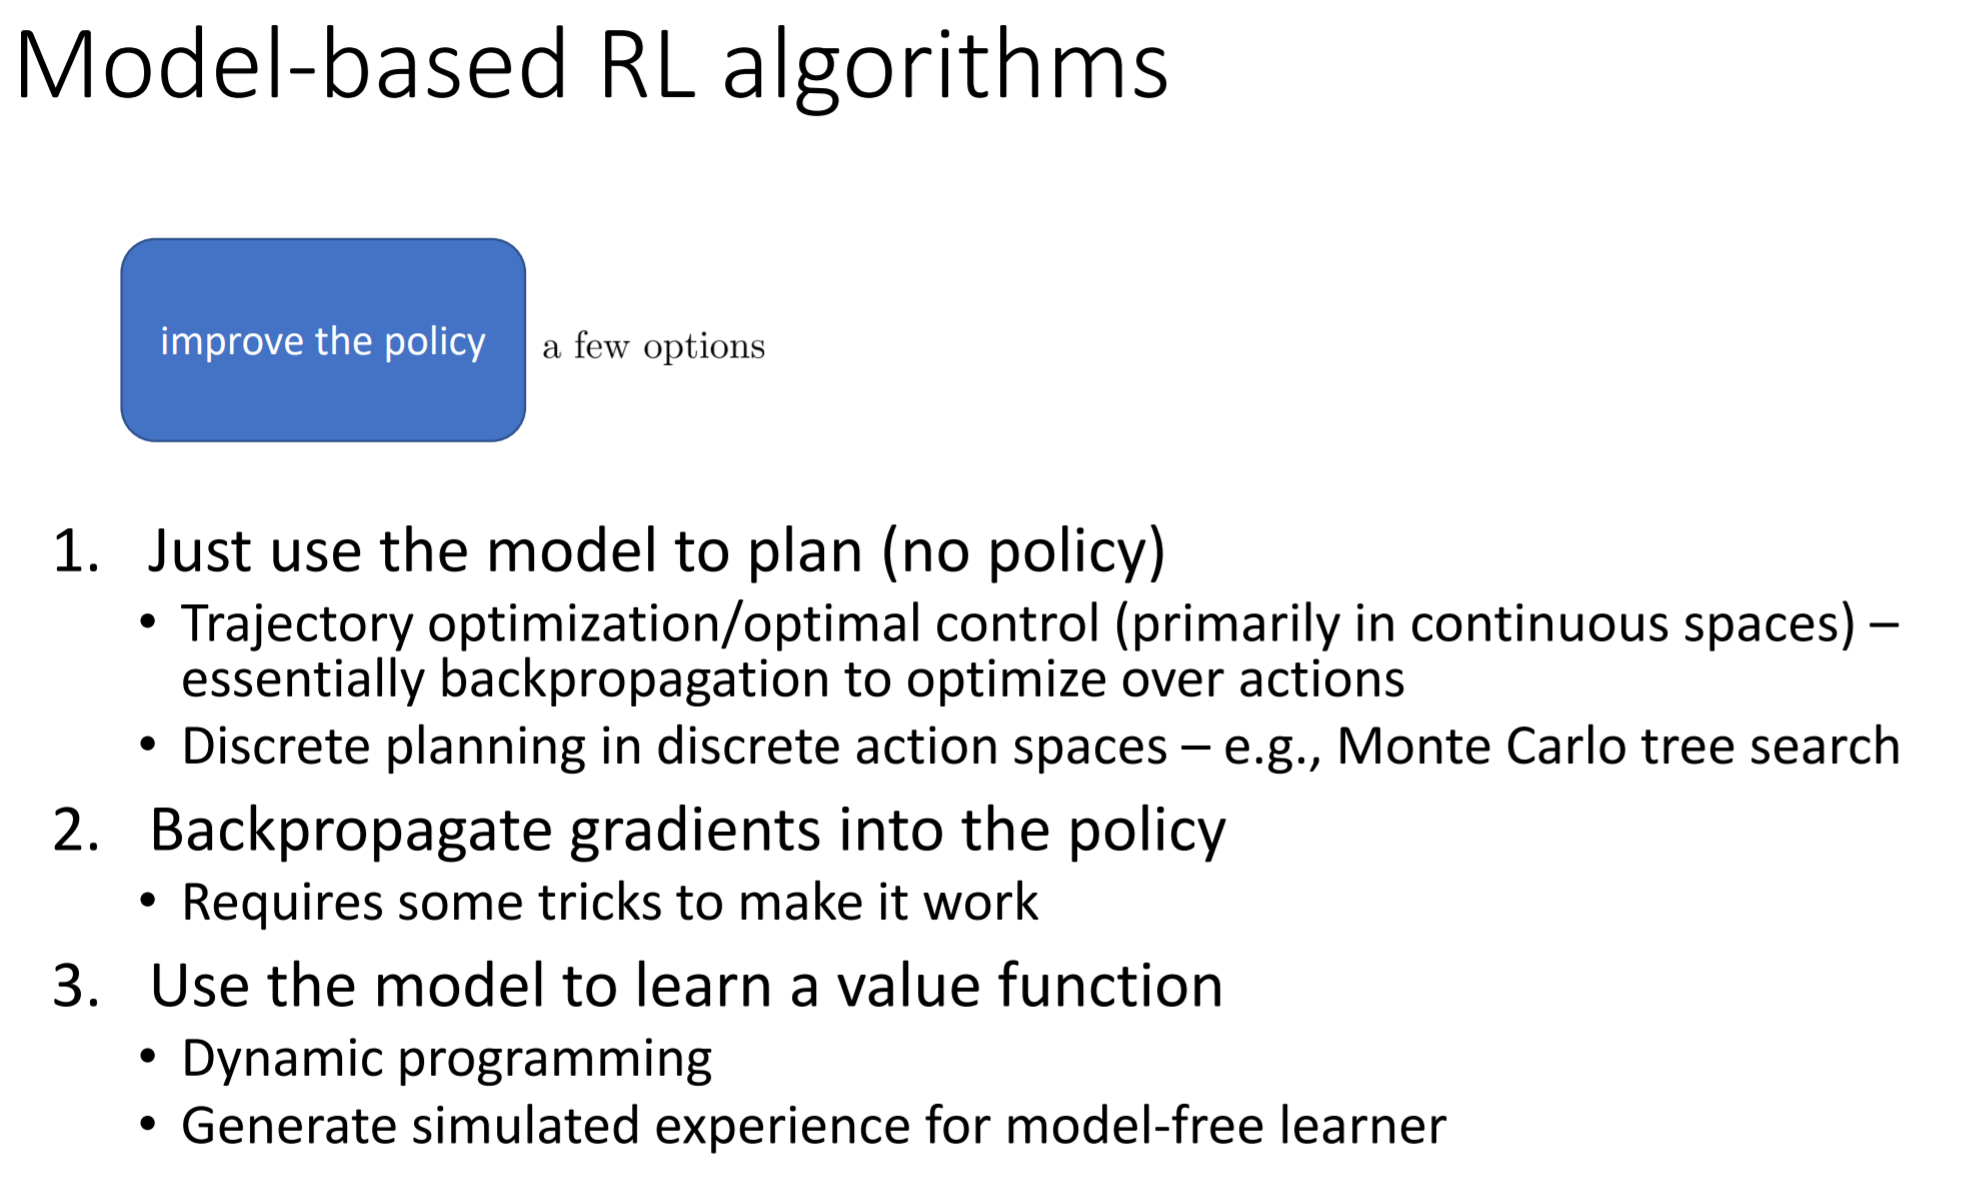 Model-based RL algorithms
improve the policy
a few options
1. Just use the model to plan (no policy)
• Trajectory optimization/optimal control (primarily in continuous spaces) –
essentially backpropagation to optimize over actions
• Discrete planning in discrete action spaces – e.g., Monte Carlo tree search
2. Backpropagate gradients into the policy
• Requires some tricks to make it work
3. Use the model to learn a value function
• Dynamic programming
• Generate simulated experience for model-free learner